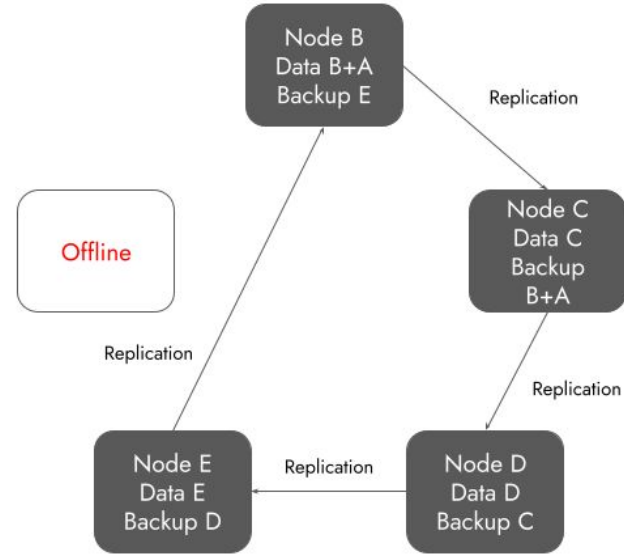 Node B
Data B+A
Backup E
Replication
Node C
Data C
Backup
B+A
Offline
Replication
Replication
Node E
Data E
Backup D
Replication
Node D
Data D
Backup C